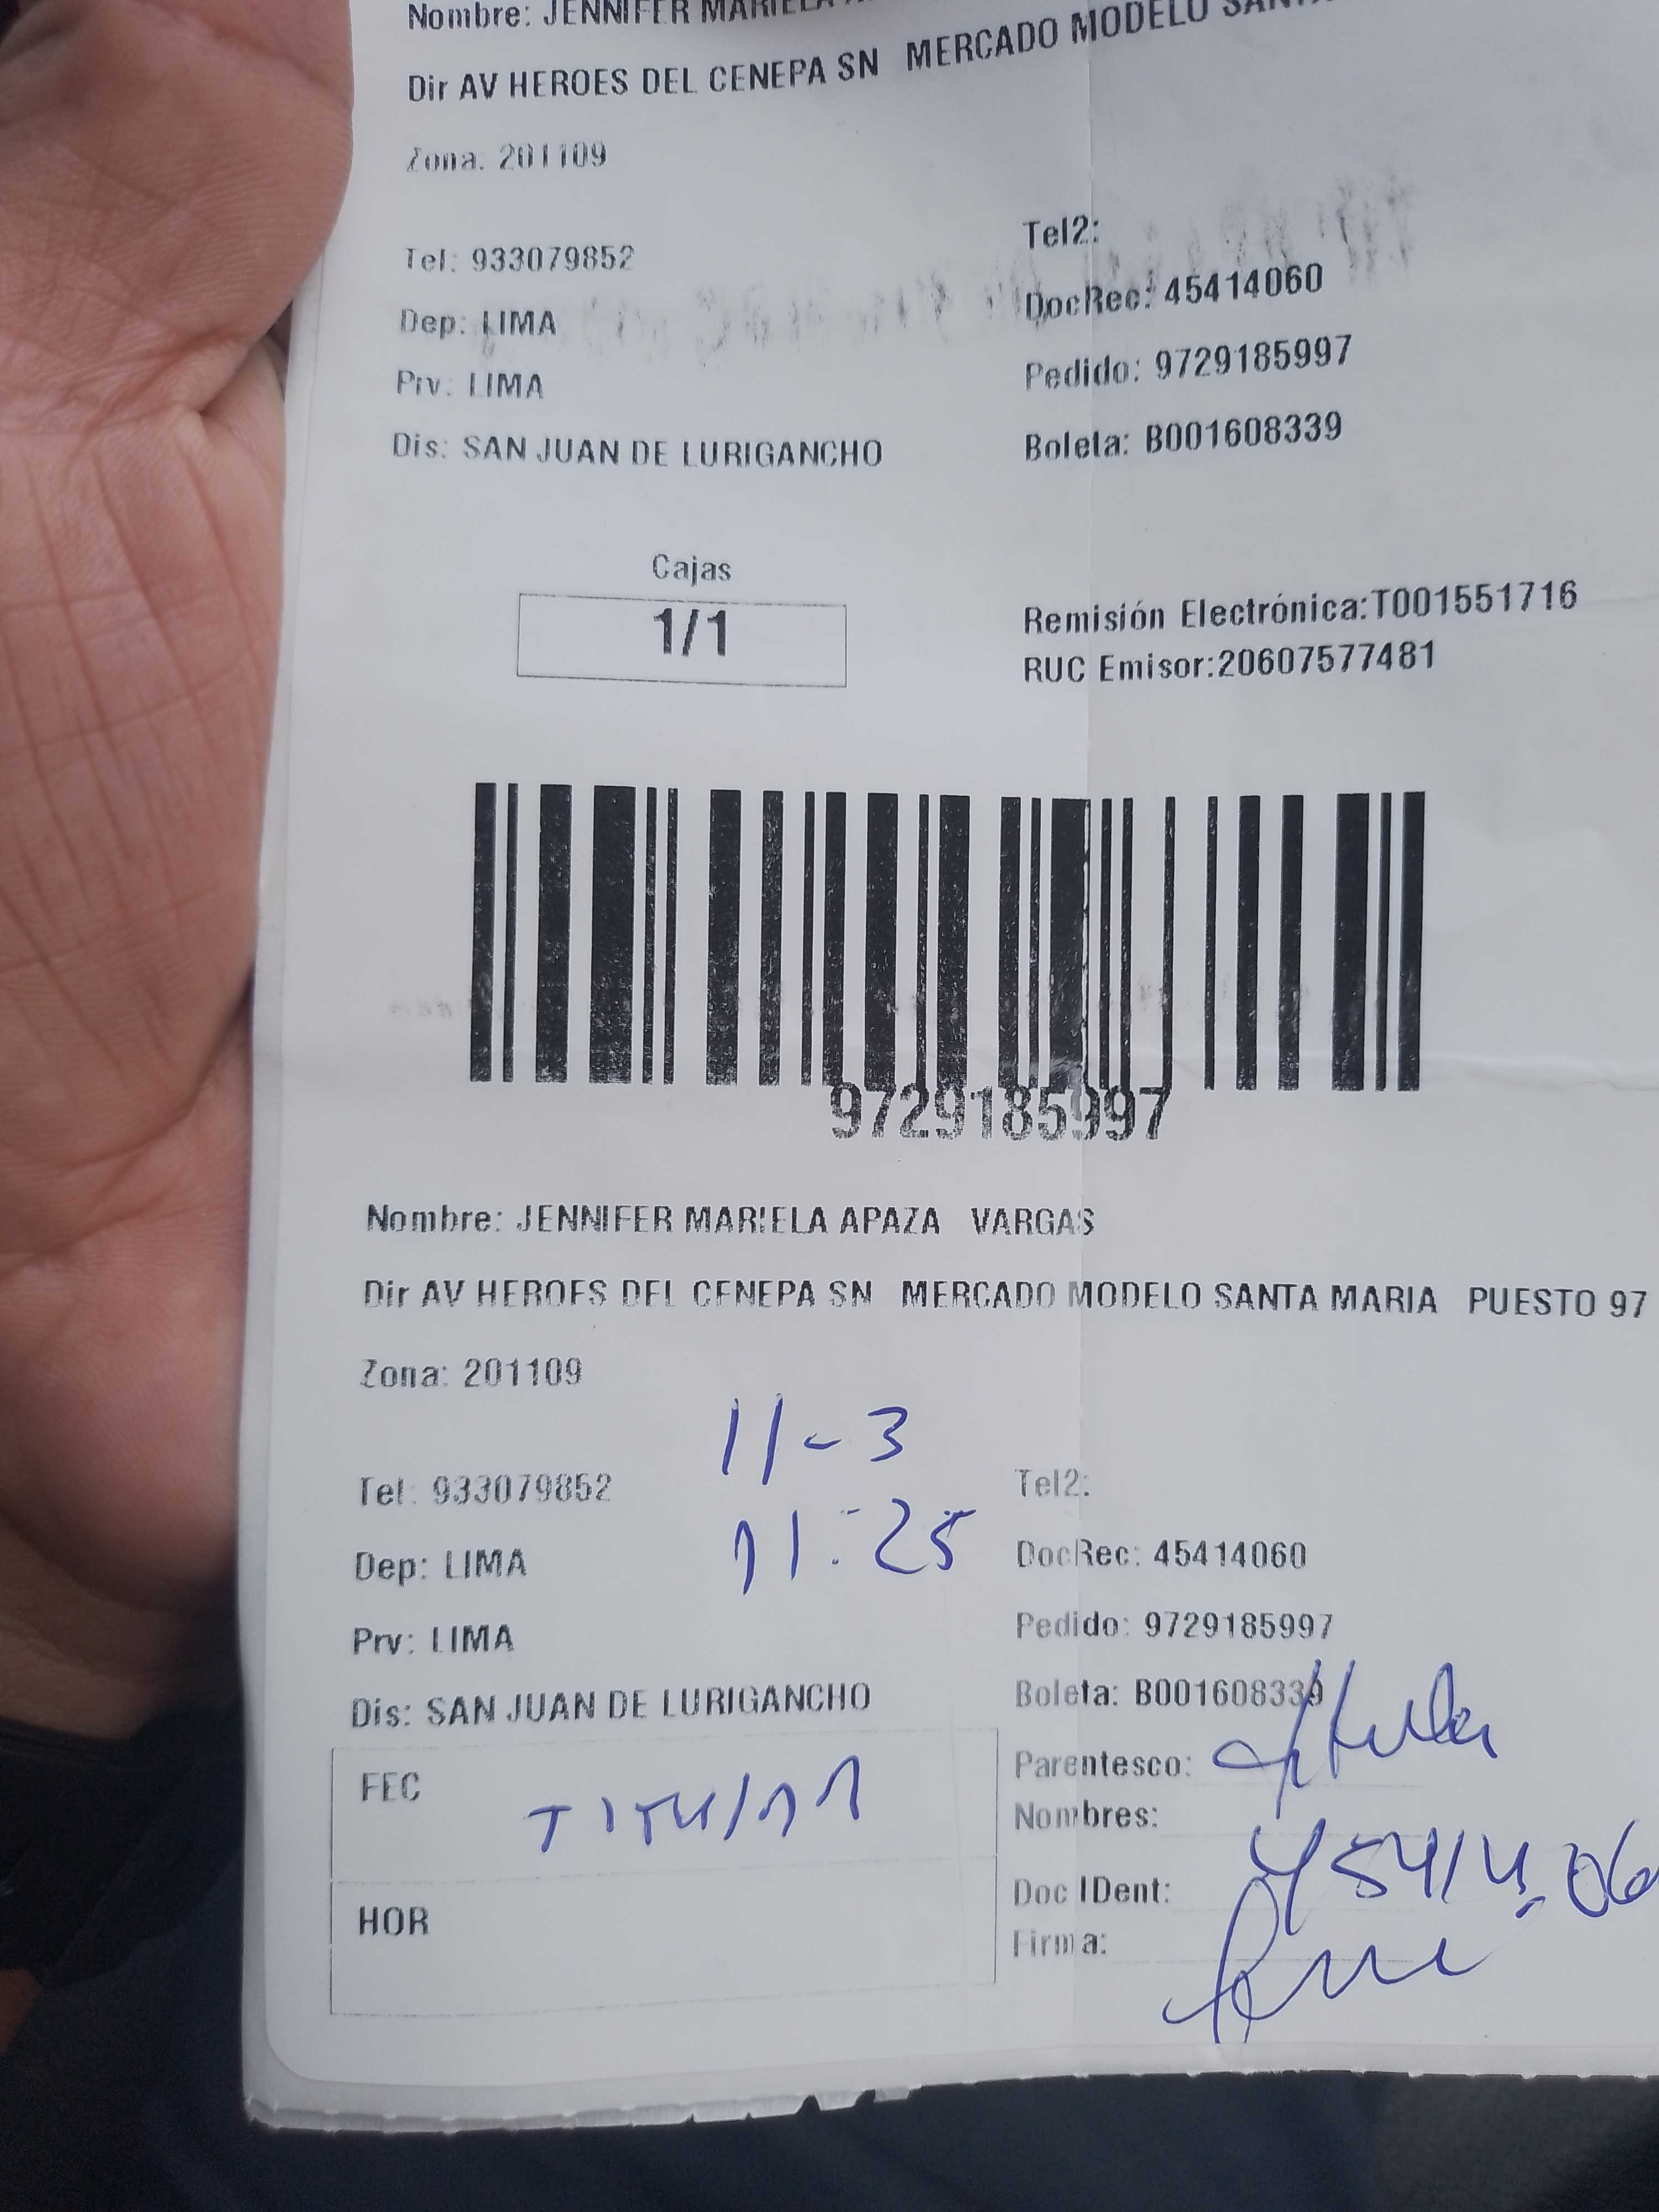 Nombre: JENNIFER MARIELA
Dir AV HEROES DEL CENEPA SN MERCADO MODELO
Zona: 201109
Tel: 933079852
Tel2:
Dep: LIMA
DocRec: 45414060
Prv: LIMA
Pedido: 9729185997
Dis: SAN JUAN DE LURIGANCHO
Boleta: B001608339
Cajas
1/1
Remisión Electrónica:T001551716
RUC Emisor:20607577481
9729185997
Nombre: JENNIFER MARIELA APAZA VARGAS
Dir AV HEROES DEL CENEPA SN MERCADO MODELO SANTA MARIA PUESTO 97
Zona: 201109
11-3
Tel: 933079852
11:25
Tel2:
Dep: LIMA
DocRec: 45414060
Prv: LIMA
Pedido: 9729185997
Dis: SAN JUAN DE LURIGANCHO
Boleta: B001608339
FEC
Parentesco:
Nombres:
Doc IDent: 4541406
HOR
Firma: